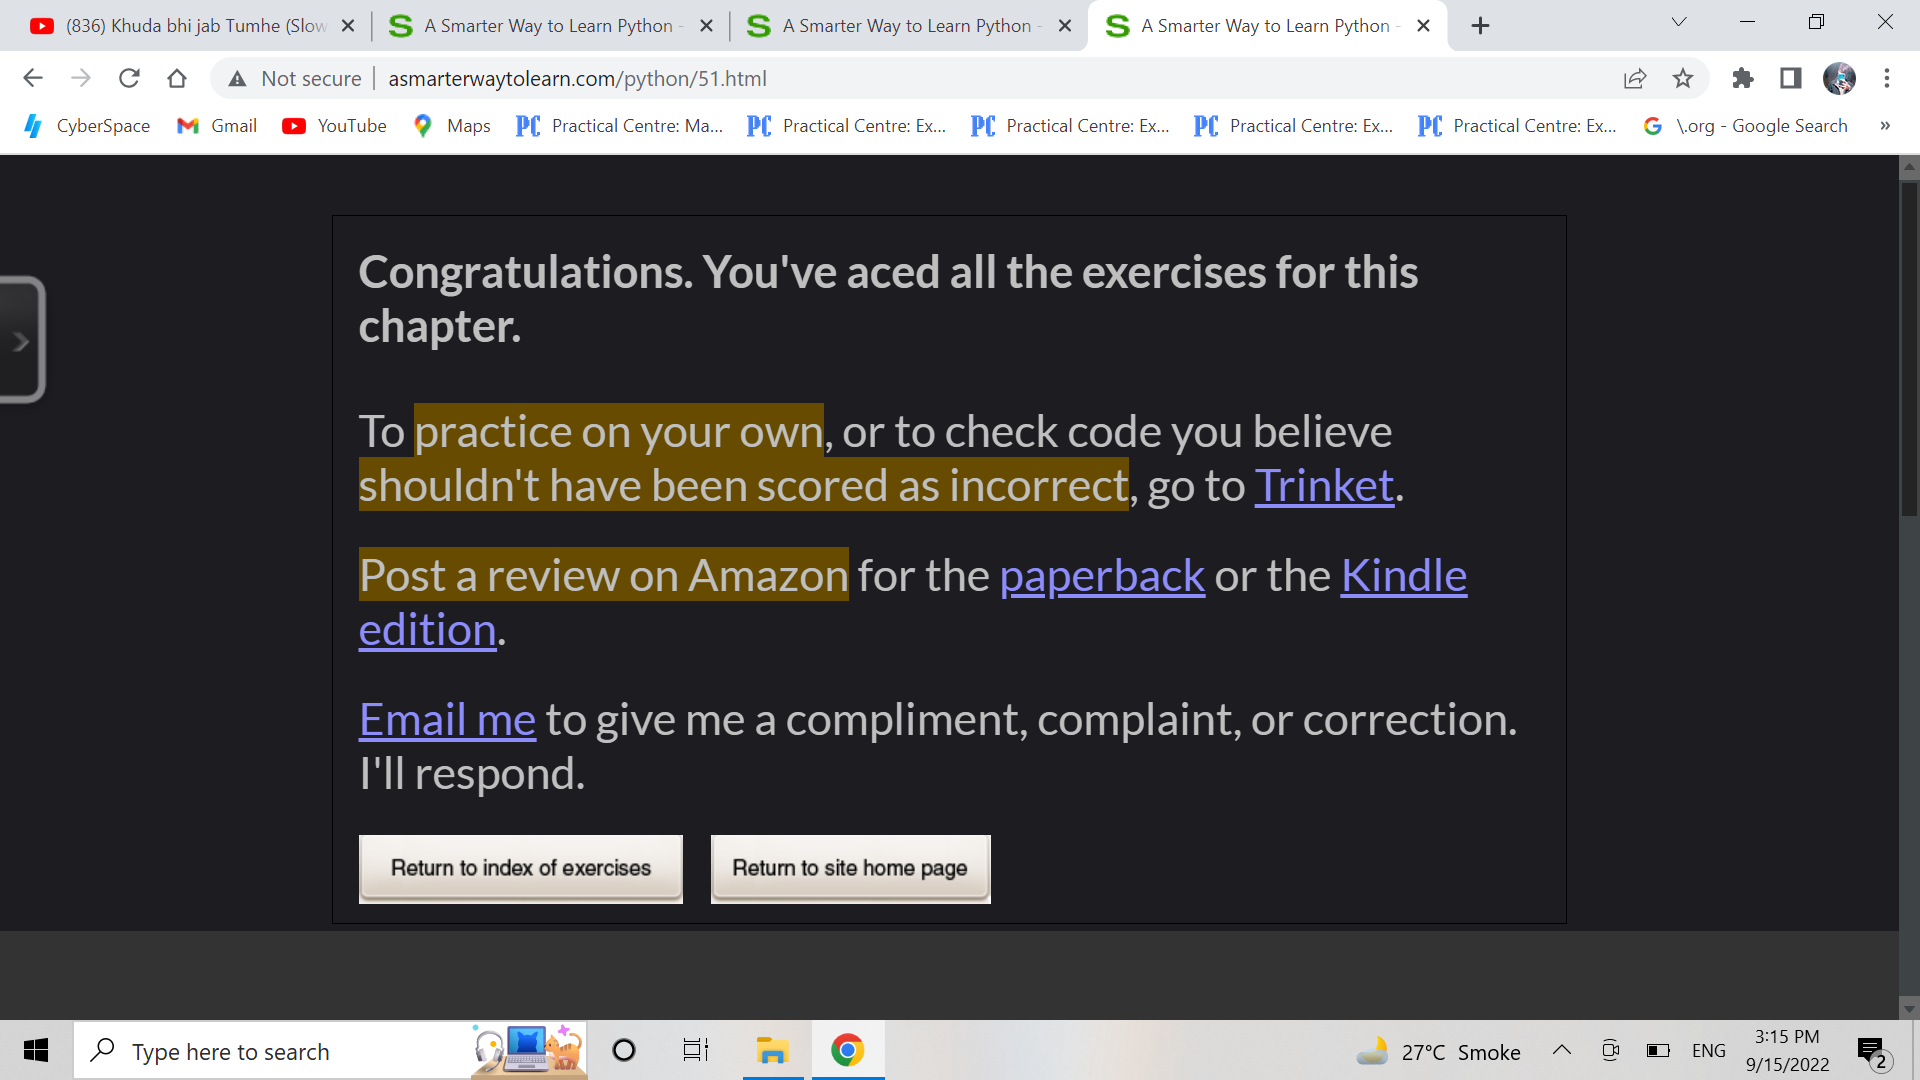 (836) Khuda bhi jab Tumhe (Slow
A Smarter Way to Learn Python -
A Smarter Way to Learn Python -
A Smarter Way to Learn Python -
Not secure
asmarterwaytolearn.com/python/51.html
CyberSpace
Gmail
YouTube
Maps
PC Practical Centre: Ma...
PC Practical Centre: Ex...
PC Practical Centre: Ex...
PC Practical Centre: Ex...
PC Practical Centre: Ex...
\.org - Google Search
»
Congratulations. You've aced all the exercises for this
chapter.
To practice on your own, or to check code you believe
shouldn't have been scored as incorrect, go to Trinket.
Post a review on Amazon for the paperback or the Kindle
edition.
Email me to give me a compliment, complaint, or correction.
I'll respond.
Return to index of exercises
Return to site home page
Type here to search
27°C Smoke
ENG
3:15 PM
9/15/2022
2